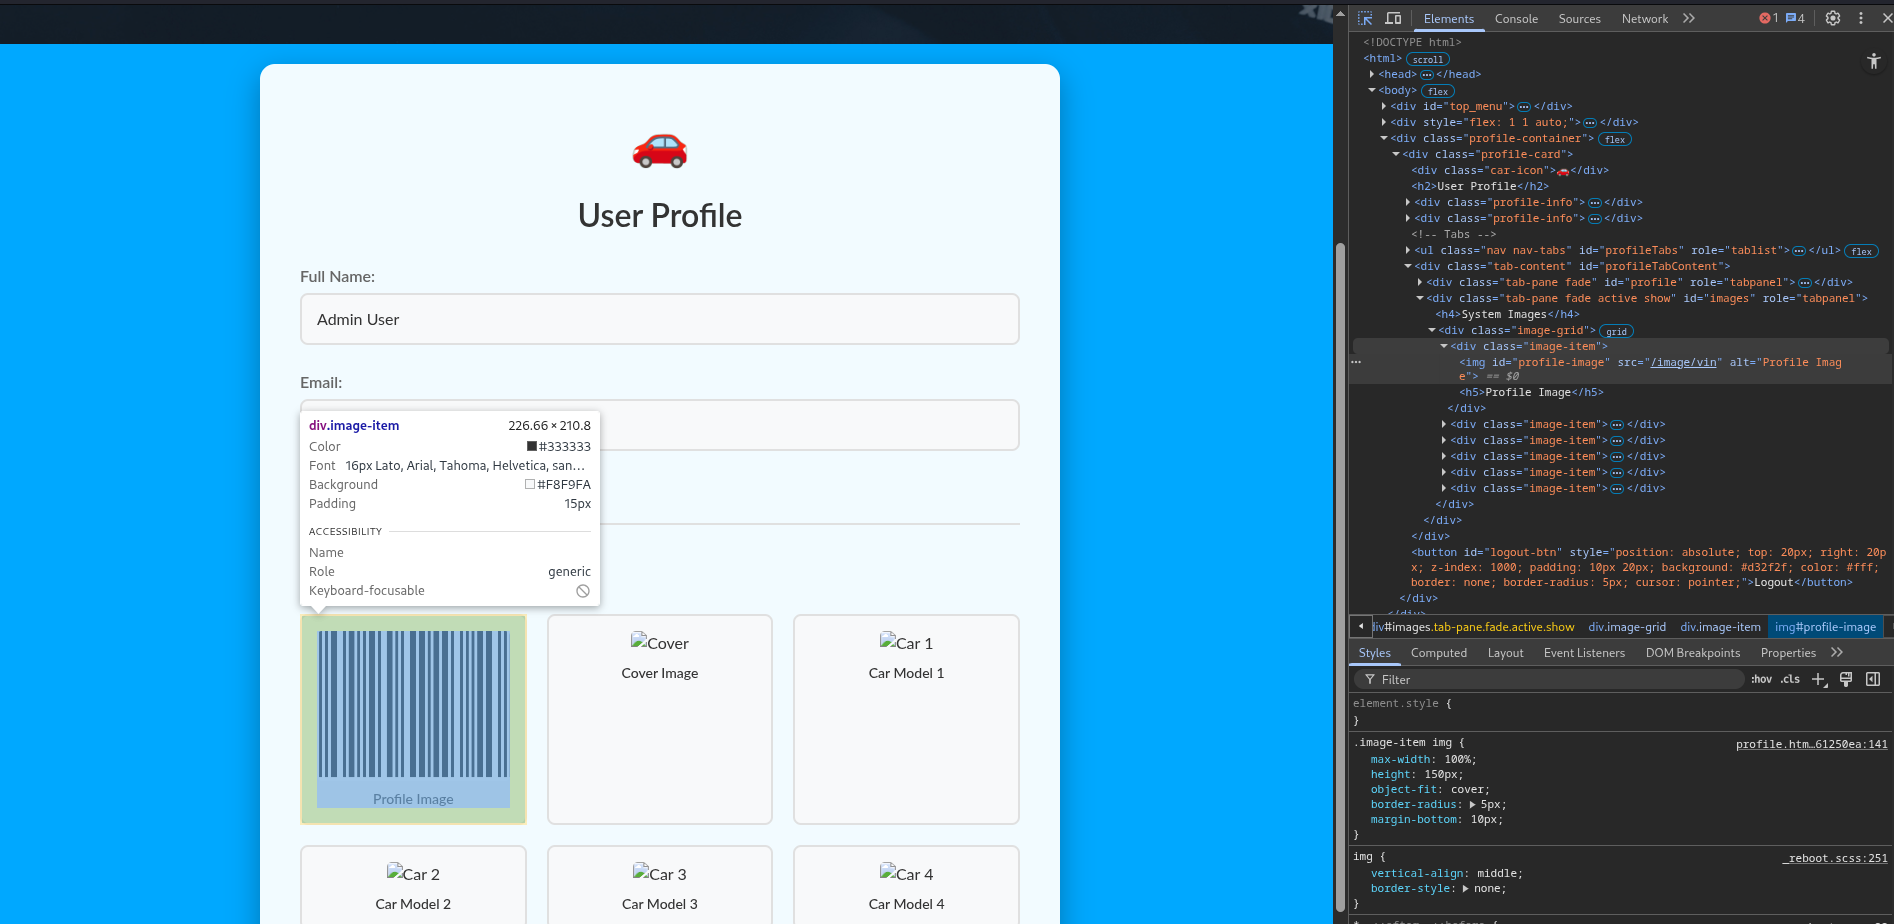 User Profile
Full Name:
Admin User
Email:
div.image-item 226.66 × 210.8
Color #333333
Font 16px Lato, Arial, Tahoma, Helvetica, san…
Background #F8F9FA
Padding 15px
ACCESSIBILITY
Name
Role generic
Keyboard-focusable
Profile Image
Cover
Cover Image
Car 1
Car Model 1
Car 2
Car Model 2
Car 3
Car Model 3
Car 4
Car Model 4
Elements Console Sources Network 1 4
<!DOCTYPE html>
<html> scroll
<head> … </head>
<body> flex
<div id="top_menu"> … </div>
<div style="flex: 1 1 auto;"> … </div>
<div class="profile-container"> flex
<div class="profile-card">
<div class="car-icon">🚗</div>
<h2>User Profile</h2>
<div class="profile-info"> … </div>
<div class="profile-info"> … </div>
<!-- Tabs -->
<ul class="nav nav-tabs" id="profileTabs" role="tablist"> … </ul> flex
<div class="tab-content" id="profileTabContent">
<div class="tab-pane fade" id="profile" role="tabpanel"> … </div>
<div class="tab-pane fade active show" id="images" role="tabpanel">
<h4>System Images</h4>
<div class="image-grid"> grid
<div class="image-item">
<img id="profile-image" src="/image/vin" alt="Profile Imag
e"> == $0
<h5>Profile Image</h5>
</div>
<div class="image-item"> … </div>
<div class="image-item"> … </div>
<div class="image-item"> … </div>
<div class="image-item"> … </div>
<div class="image-item"> … </div>
</div>
</div>
</div>
<button id="logout-btn" style="position: absolute; top: 20px; right: 20p
x; z-index: 1000; padding: 10px 20px; background: #d32f2f; color: #fff;
border: none; border-radius: 5px; cursor: pointer;">Logout</button>
</div>
</div>
div#images.tab-pane.fade.active.show div.image-grid div.image-item img#profile-image
Styles Computed Layout Event Listeners DOM Breakpoints Properties
Filter :hov .cls
element.style {
}
.image-item img { profile.htm…61250ea:141
max-width: 100%;
height: 150px;
object-fit: cover;
border-radius: 5px;
margin-bottom: 10px;
}
img { _reboot.scss:251
vertical-align: middle;
border-style: none;
}